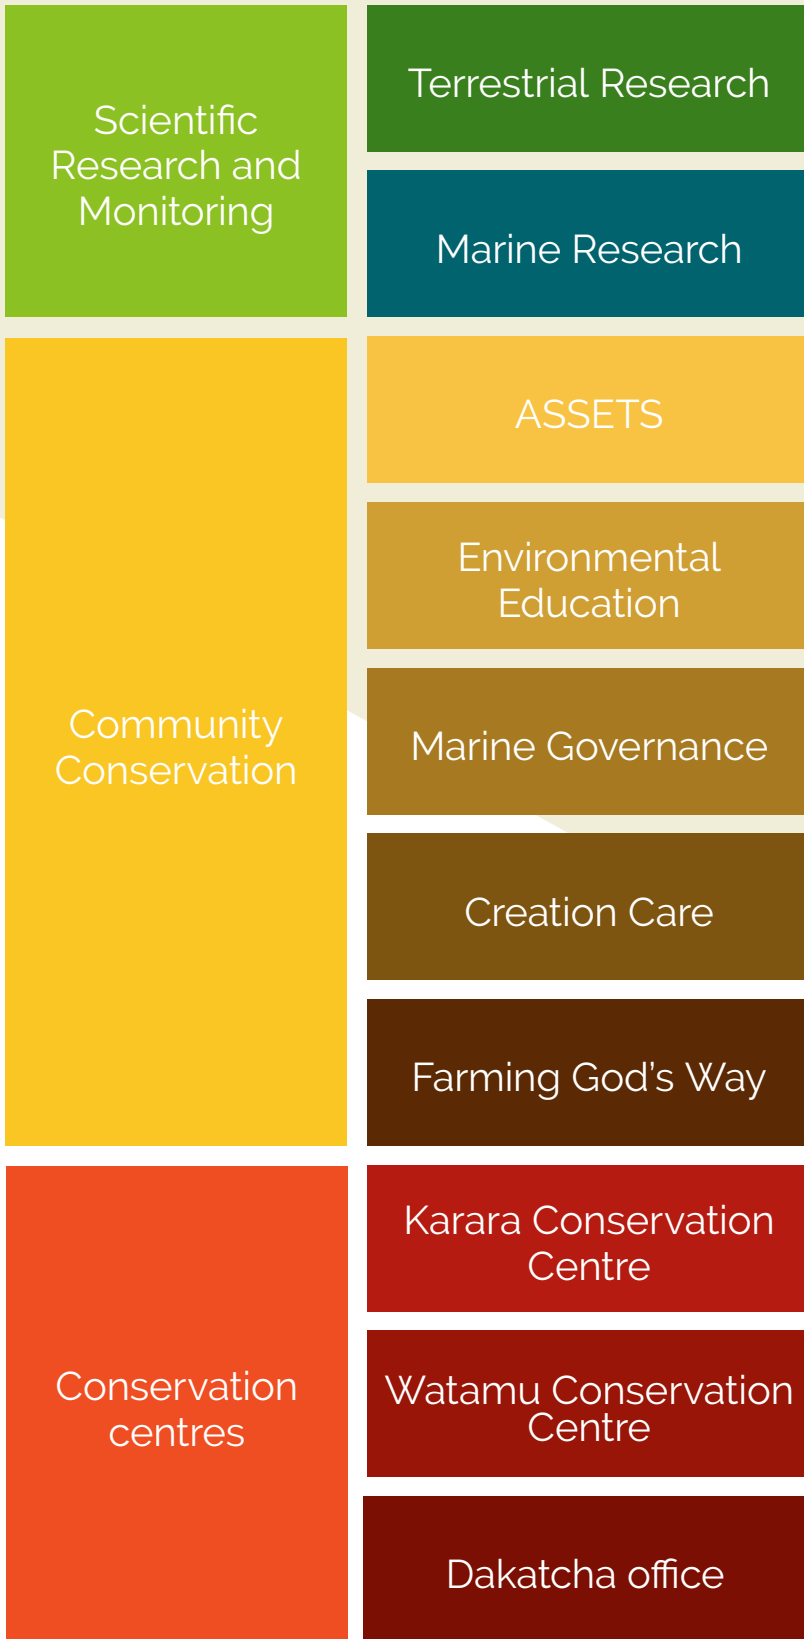 Scientific
Research and
Monitoring
Terrestrial Research
Marine Research
Community
Conservation
ASSETS
Environmental
Education
Marine Governance
Creation Care
Farming God’s Way
Conservation
centres
Karara Conservation
Centre
Watamu Conservation
Centre
Dakatcha office